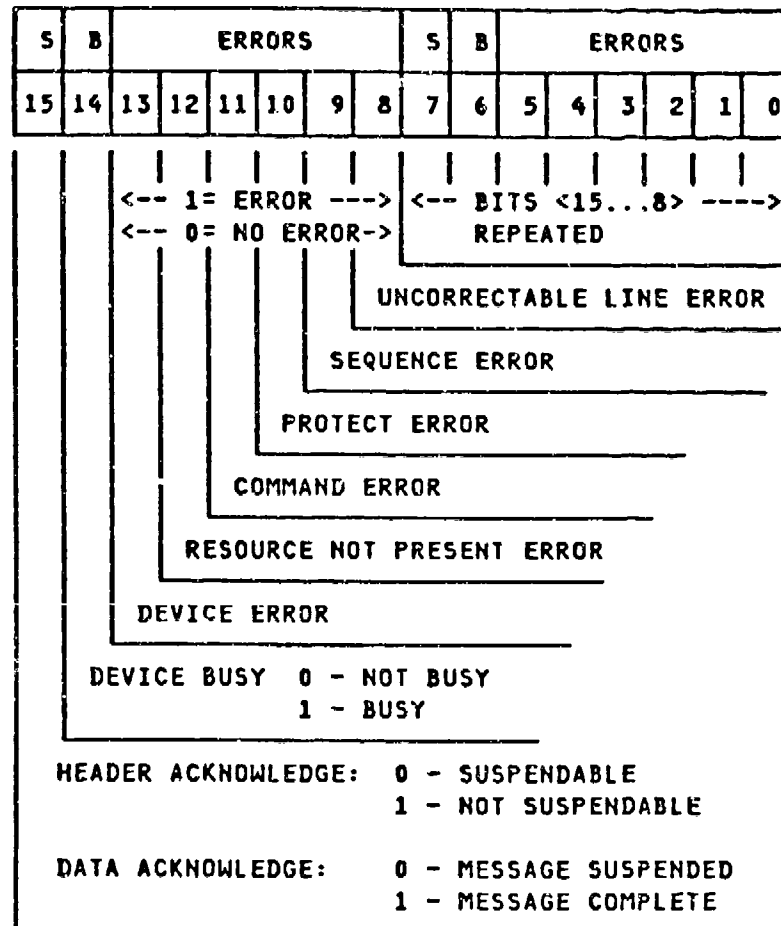 S B ERRORS S B ERRORS
15 14 13 12 11 10 9 8 7 6 5 4 3 2 1 0
<-- 1= ERROR ---> <-- BITS <15...8> ---->
<-- 0= NO ERROR-> REPEATED
UNCORRECTABLE LINE ERROR
SEQUENCE ERROR
PROTECT ERROR
COMMAND ERROR
RESOURCE NOT PRESENT ERROR
DEVICE ERROR
DEVICE BUSY 0 - NOT BUSY
1 - BUSY
HEADER ACKNOWLEDGE: 0 - SUSPENDABLE
1 - NOT SUSPENDABLE
DATA ACKNOWLEDGE: 0 - MESSAGE SUSPENDED
1 - MESSAGE COMPLETE